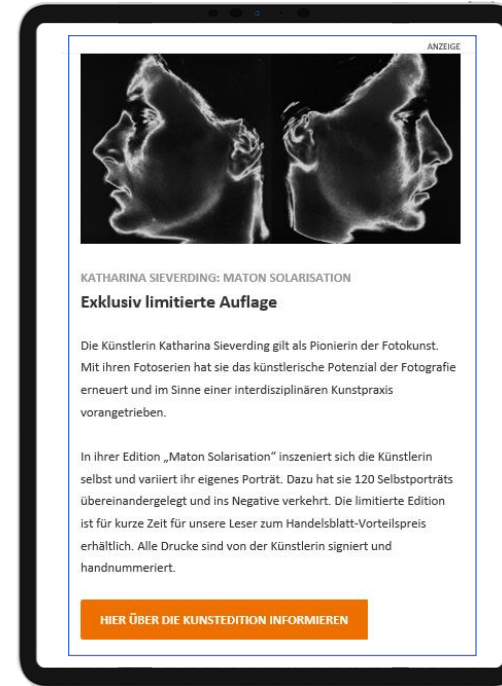 ANZEIGE
KATHARINA SIEVERDING: MATON SOLARISATION
Exklusiv limitierte Auflage
Die Künstlerin Katharina Sieverding gilt als Pionierin der Fotokunst.
Mit ihren Fotoserien hat sie das künstlerische Potenzial der Fotografie
erneuert und im Sinne einer interdisziplinären Kunstpraxis
vorangetrieben.
In ihrer Edition „Maton Solarisation“ inszeniert sich die Künstlerin
selbst und variiert ihr eigenes Porträt. Dazu hat sie 120 Selbstporträts
übereinandergelegt und ins Negative verkehrt. Die limitierte Edition
ist für kurze Zeit für unsere Leser zum Handelsblatt-Vorteilspreis
erhältlich. Alle Drucke sind von der Künstlerin signiert und
handnummeriert.
HIER ÜBER DIE KUNSTEDITION INFORMIEREN